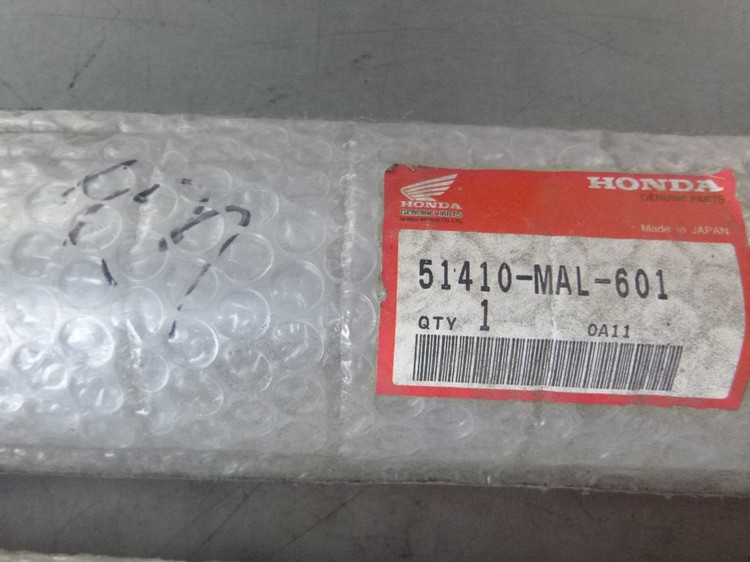 HONDA
GENUINE PARTS
HONDA
GENUINE PARTS
Made in JAPAN
51410-MAL-601
QTY 1 0A11